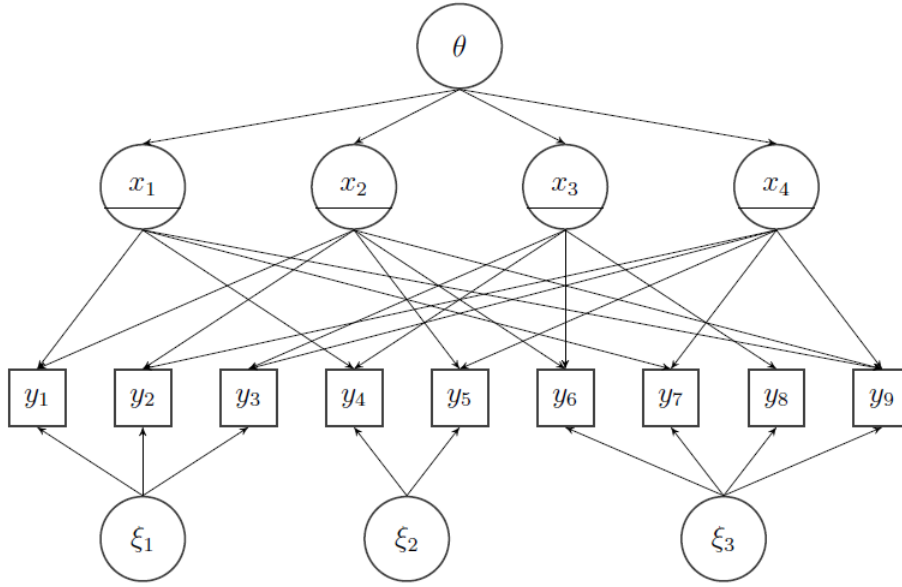 θ
x₁ x₂ x₃ x₄
y₁ y₂ y₃ y₄ y₅ y₆ y₇ y₈ y₉
ξ₁ ξ₂ ξ₃